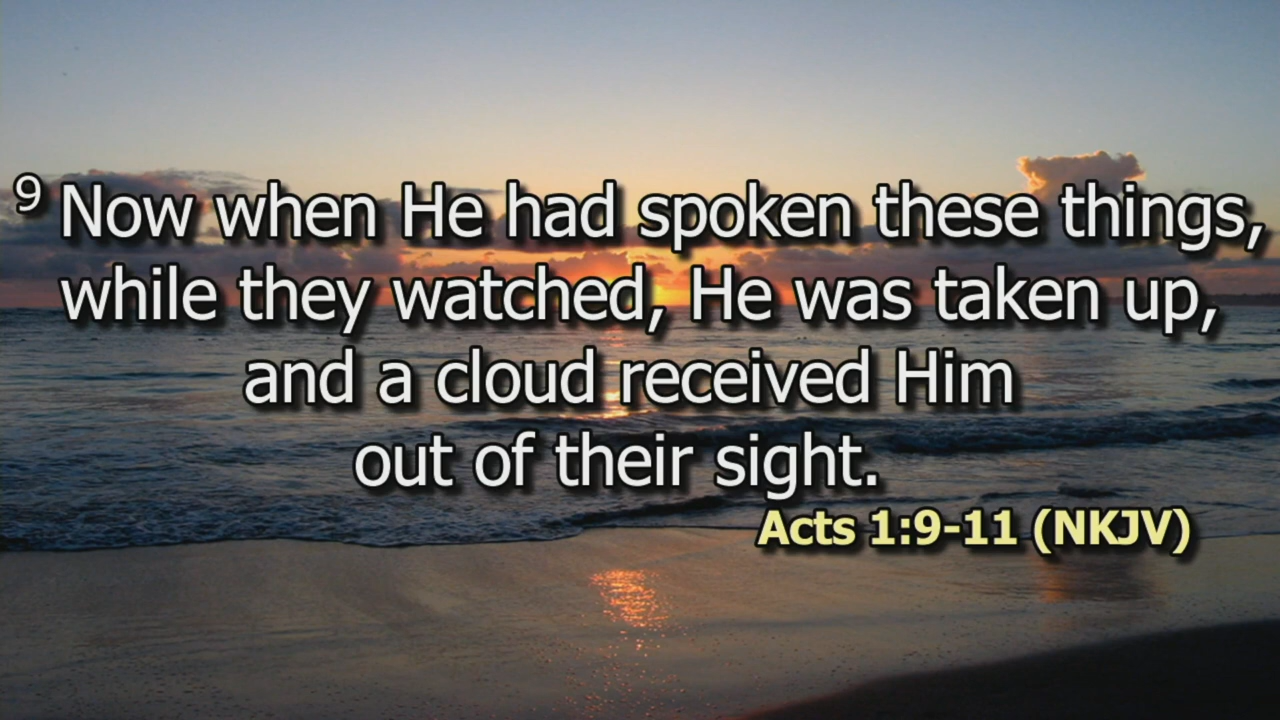 9 Now when He had spoken these things,
while they watched, He was taken up,
and a cloud received Him
out of their sight.
Acts 1:9-11 (NKJV)